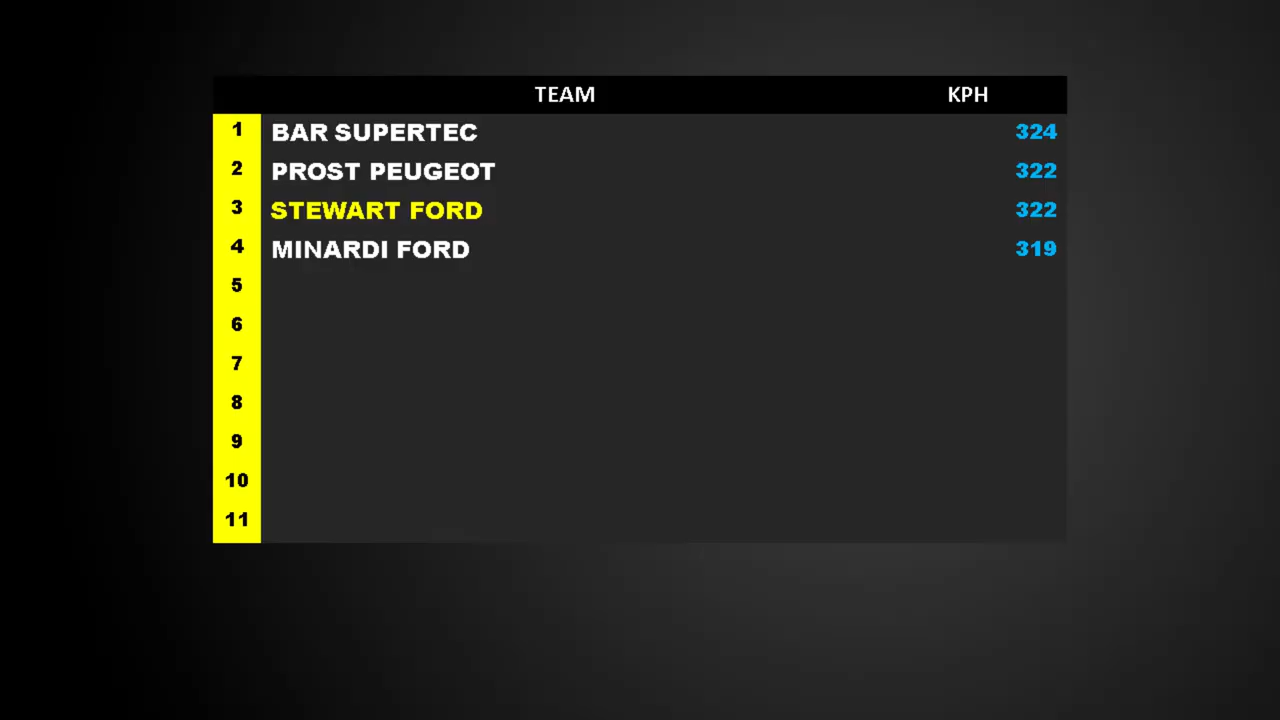 TEAM KPH
1 BAR SUPERTEC 324
2 PROST PEUGEOT 322
3 STEWART FORD 322
4 MINARDI FORD 319
5
6
7
8
9
10
11